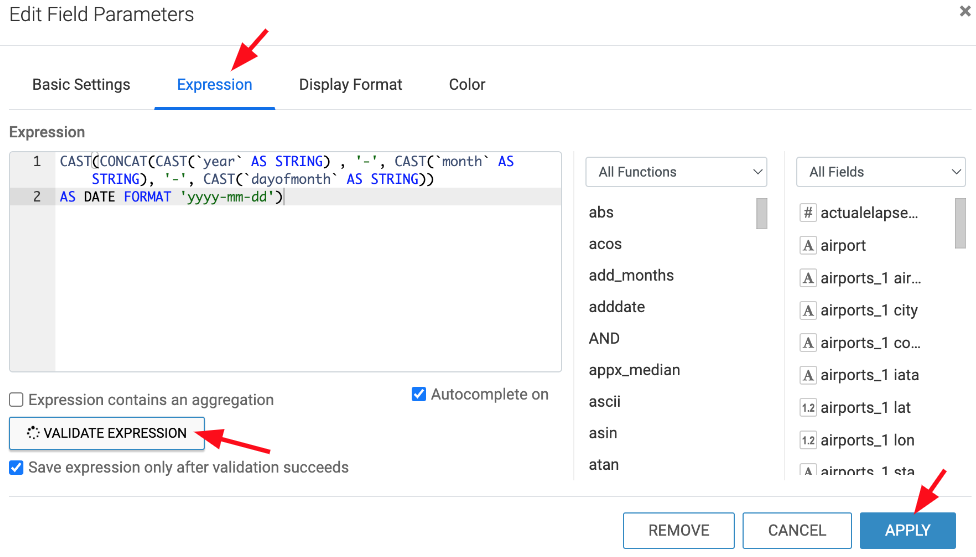 Edit Field Parameters
×
Basic Settings
Expression
Display Format
Color
Expression
1 CAST(CONCAT(CAST(`year` AS STRING) , '-', CAST(`month` AS
STRING), '-', CAST(`dayofmonth` AS STRING))
2 AS DATE FORMAT 'yyyy-mm-dd')
Expression contains an aggregation
Autocomplete on
VALIDATE EXPRESSION
Save expression only after validation succeeds
All Functions
abs
acos
add_months
adddate
AND
appx_median
ascii
asin
atan
All Fields
# actualelapse...
A airport
A airports_1 air...
A airports_1 city
A airports_1 co...
A airports_1 iata
1.2 airports_1 lat
1.2 airports_1 lon
A airports_1 sta
REMOVE
CANCEL
APPLY